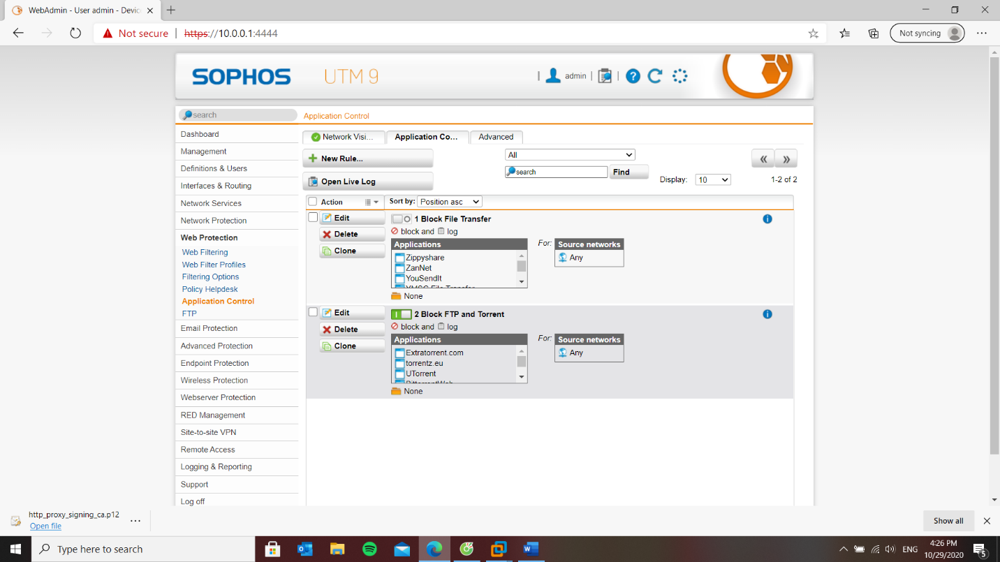 WebAdmin - User admin - Devic
Not secure | https://10.0.0.1:4444
Not syncing
SOPHOS UTM 9
| admin | |
search
Application Control
Dashboard
Management
Definitions & Users
Interfaces & Routing
Network Services
Network Protection
Web Protection
Web Filtering
Web Filter Profiles
Filtering Options
Policy Helpdesk
Application Control
FTP
Email Protection
Advanced Protection
Endpoint Protection
Wireless Protection
Webserver Protection
RED Management
Site-to-site VPN
Remote Access
Logging & Reporting
Support
Log off
Network Visi... Application Co... Advanced
New Rule...
Open Live Log
All
search Find
Display: 10 1-2 of 2
Action Sort by: Position asc
Edit
Delete
Clone
1 Block File Transfer
block and log
Applications
Zippyshare
ZanNet
YouSendIt
YMSG File Transfer
None
For: Source networks
Any
Edit
Delete
Clone
2 Block FTP and Torrent
block and log
Applications
Extratorrent.com
torrentz.eu
UTorrent
BittorrentWeb
None
For: Source networks
Any
http_proxy_signing_ca.p12
Open file
Show all
Type here to search
ENG
4:26 PM
10/29/2020
5